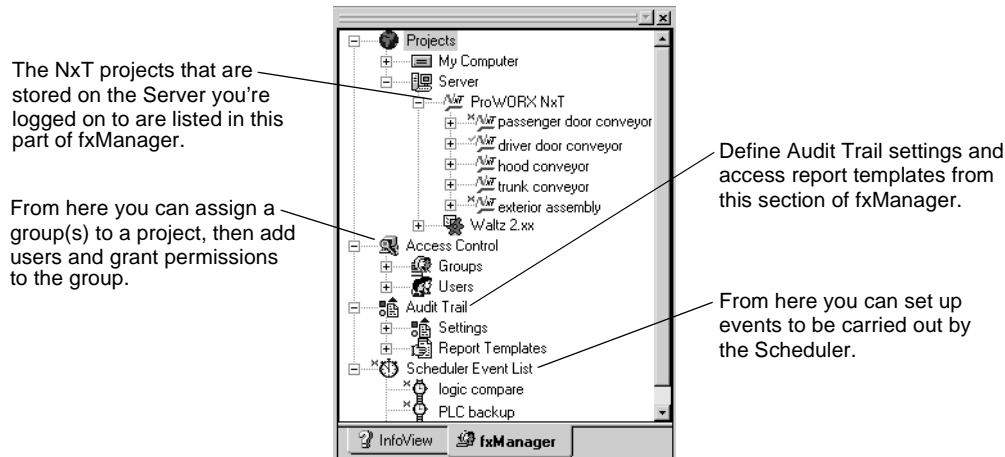 Projects
My Computer
Server
ProWORX NxT
NxT passenger door conveyor
NxT driver door conveyor
NxT hood conveyor
NxT trunk conveyor
NxT exterior assembly
Waltz 2.xx
Access Control
Groups
Users
Audit Trail
Settings
Report Templates
Scheduler Event List
logic compare
PLC backup
InfoView
fxManager
The NxT projects that are
stored on the Server you're
logged on to are listed in this
part of fxManager.
From here you can assign a
group(s) to a project, then add
users and grant permissions
to the group.
Define Audit Trail settings and
access report templates from
this section of fxManager.
From here you can set up
events to be carried out by
the Scheduler.